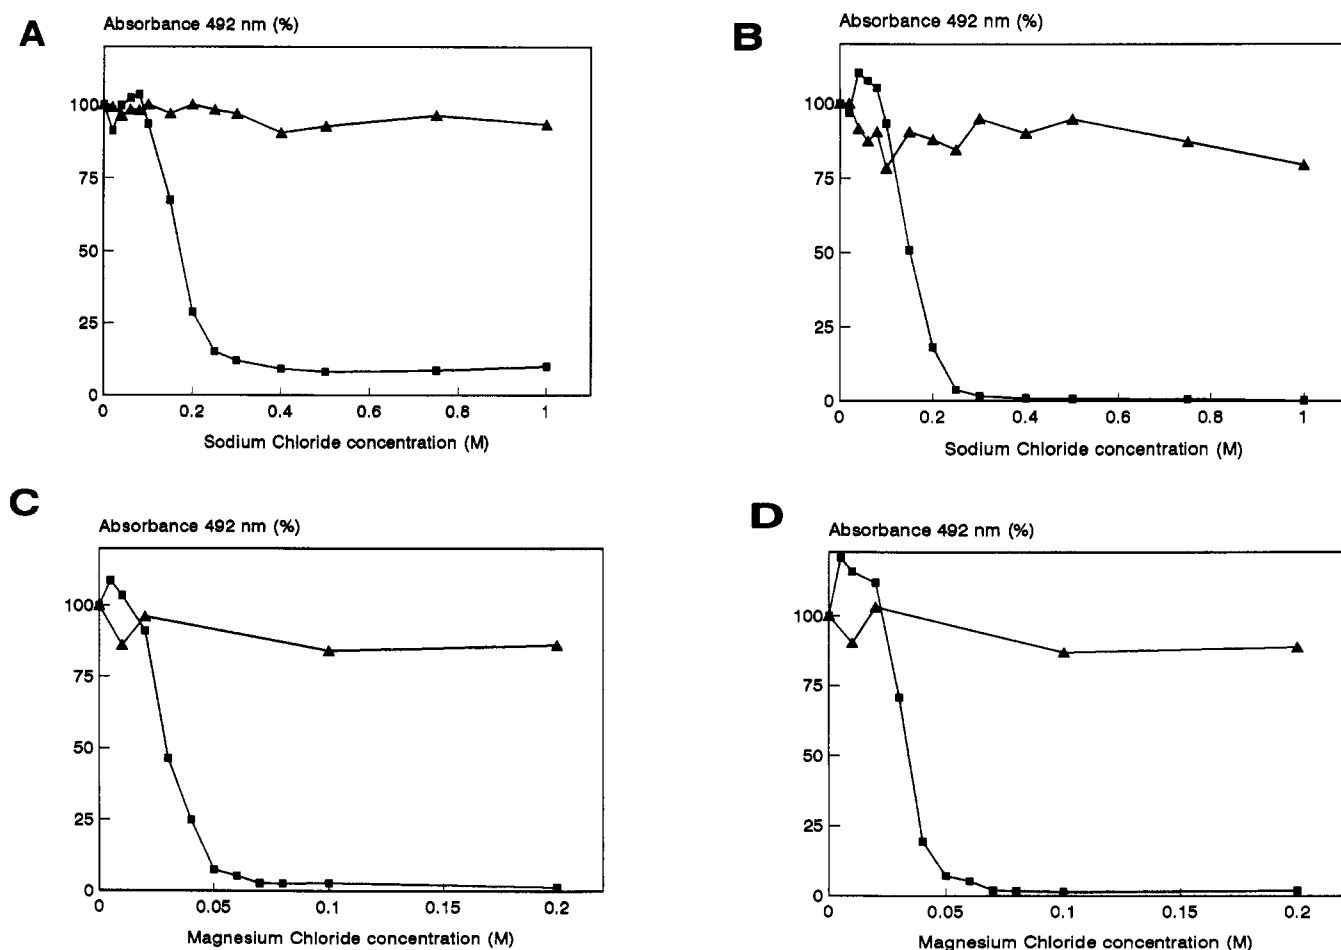 A
Absorbance 492 nm (%)
100
75
50
25
0
0 0.2 0.4 0.6 0.8 1
Sodium Chloride concentration (M)
B
Absorbance 492 nm (%)
100
75
50
25
0
0 0.2 0.4 0.6 0.8 1
Sodium Chloride concentration (M)
C
Absorbance 492 nm (%)
100
75
50
25
0
0 0.05 0.1 0.15 0.2
Magnesium Chloride concentration (M)
D
Absorbance 492 nm (%)
100
75
50
25
0
0 0.05 0.1 0.15 0.2
Magnesium Chloride concentration (M)